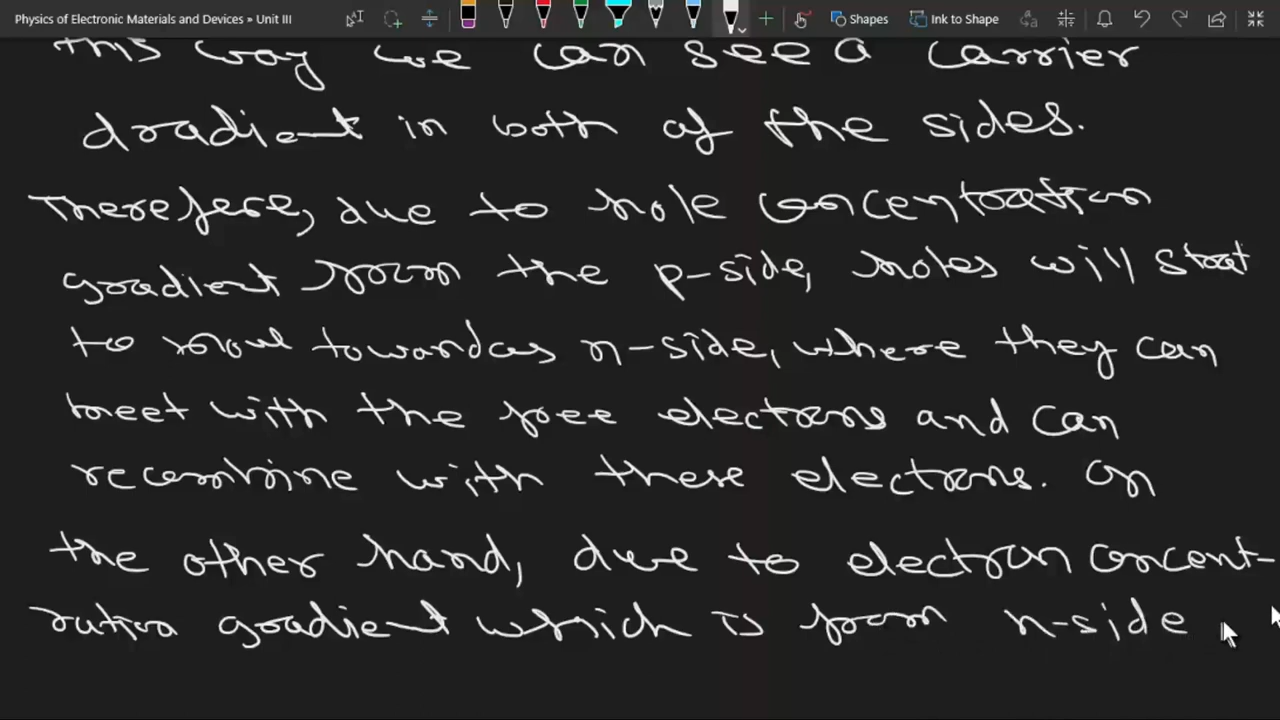 Physics of Electronic Materials and Devices » Unit III
Shapes
Ink to Shape
this way we can see a carrier
dradient in both of the sides.
Therefore, due to hole concentration
gradient from the p-side, holes will start
to move towardas n-side, where they can
meet with the free electrons and can
recombine with these electrons. On
the other hand, due to electron concent-
ration gradient which is from n-side